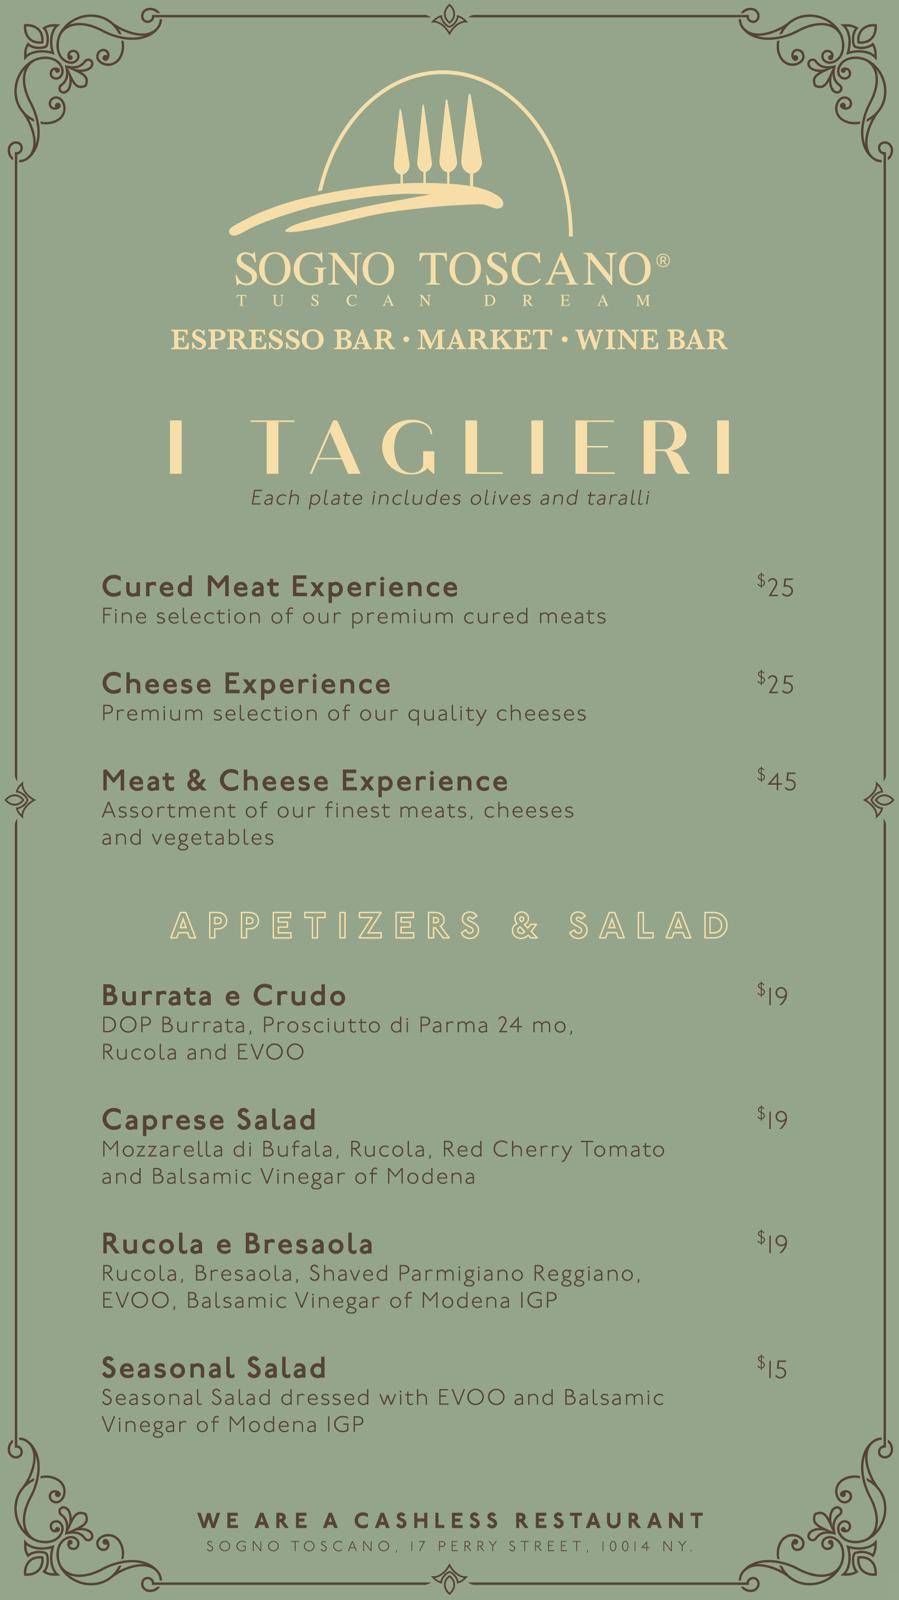 SOGNO TOSCANO®
TUSCAN DREAM
ESPRESSO BAR • MARKET • WINE BAR
I TAGLIERI
Each plate includes olives and taralli
Cured Meat Experience $25
Fine selection of our premium cured meats
Cheese Experience $25
Premium selection of our quality cheeses
Meat & Cheese Experience $45
Assortment of our finest meats, cheeses
and vegetables
APPETIZERS & SALAD
Burrata e Crudo $19
DOP Burrata, Prosciutto di Parma 24 mo,
Rucola and EVOO
Caprese Salad $19
Mozzarella di Bufala, Rucola, Red Cherry Tomato
and Balsamic Vinegar of Modena
Rucola e Bresaola $19
Rucola, Bresaola, Shaved Parmigiano Reggiano,
EVOO, Balsamic Vinegar of Modena IGP
Seasonal Salad $15
Seasonal Salad dressed with EVOO and Balsamic
Vinegar of Modena IGP
WE ARE A CASHLESS RESTAURANT
SOGNO TOSCANO, 17 PERRY STREET, 10014 NY.